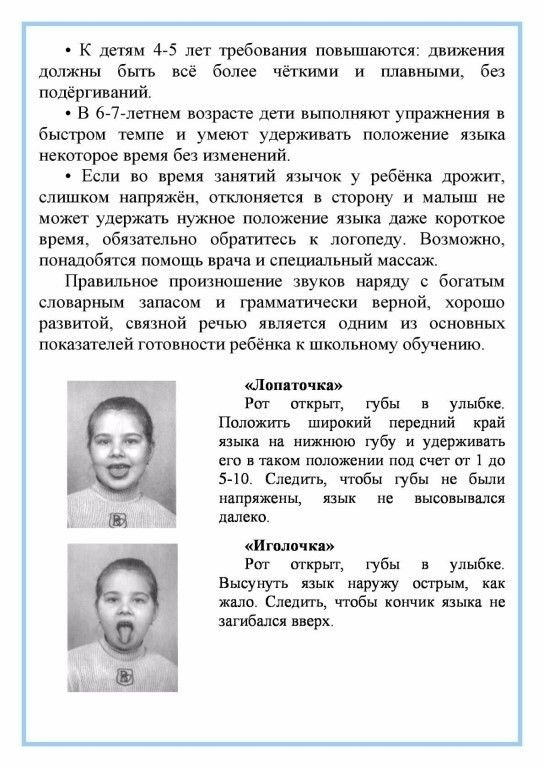 • К детям 4-5 лет требования повышаются: движения
должны быть всё более чёткими и плавными, без
подёргиваний.
• В 6-7-летнем возрасте дети выполняют упражнения в
быстром темпе и умеют удерживать положение языка
некоторое время без изменений.
• Если во время занятий язычок у ребёнка дрожит,
слишком напряжён, отклоняется в сторону и малыш не
может удержать нужное положение языка даже короткое
время, обязательно обратитесь к логопеду. Возможно,
понадобятся помощь врача и специальный массаж.
Правильное произношение звуков наряду с богатым
словарным запасом и грамматически верной, хорошо
развитой, связной речью является одним из основных
показателей готовности ребёнка к школьному обучению.
«Лопаточка»
Рот открыт, губы в улыбке.
Положить широкий передний край
языка на нижнюю губу и удерживать
его в таком положении под счет от 1 до
5-10. Следить, чтобы губы не были
напряжены, язык не высовывался
далеко.
«Иголочка»
Рот открыт, губы в улыбке.
Высунуть язык наружу острым, как
жало. Следить, чтобы кончик языка не
загибался вверх.